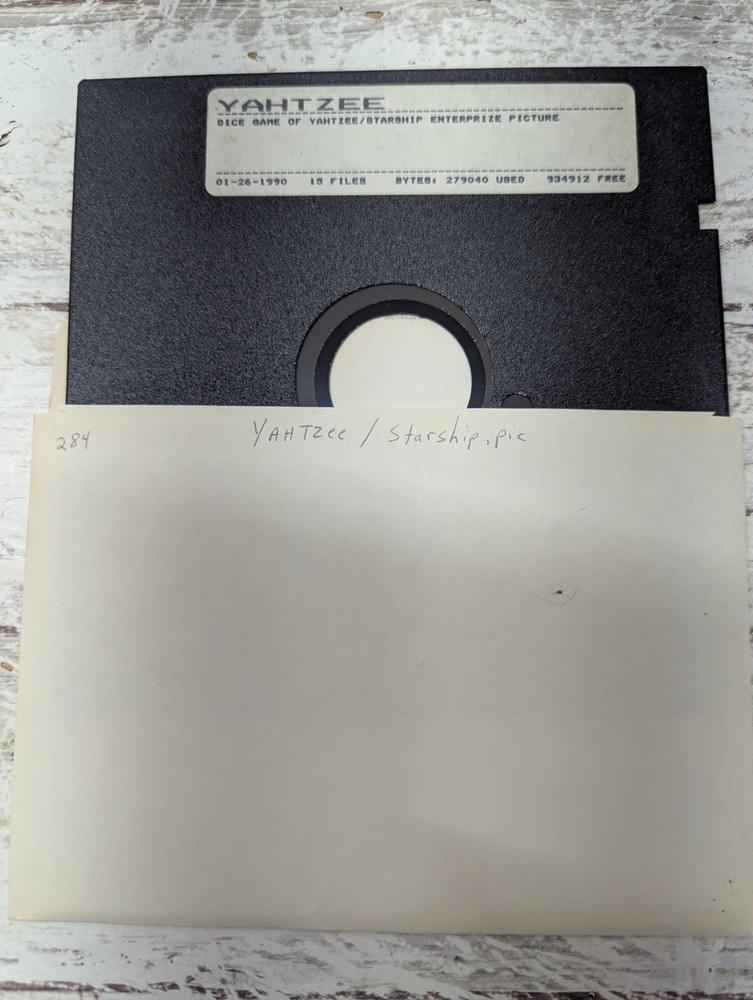 YAHTZEE
DICE GAME OF YAHTZEE/STARSHIP ENTERPRIZE PICTURE
01-26-1990 15 FILES BYTES: 279040 USED 934912 FREE
284 YAHTZee / Starship.pic